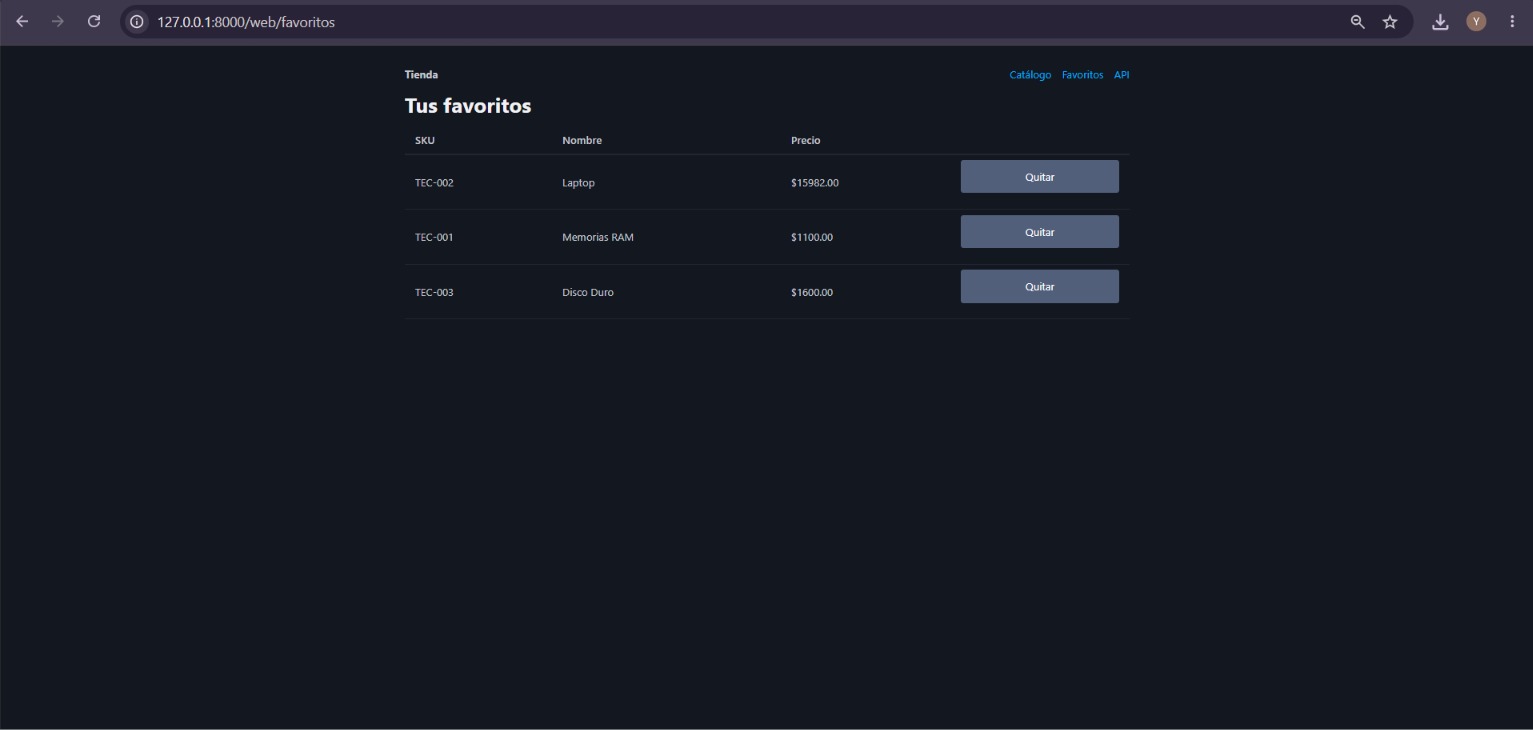 127.0.0.1:8000/web/favoritos
Y
Tienda Catálogo Favoritos API
Tus favoritos
SKU Nombre Precio
TEC-002 Laptop $15982.00 Quitar
TEC-001 Memorias RAM $1100.00 Quitar
TEC-003 Disco Duro $1600.00 Quitar